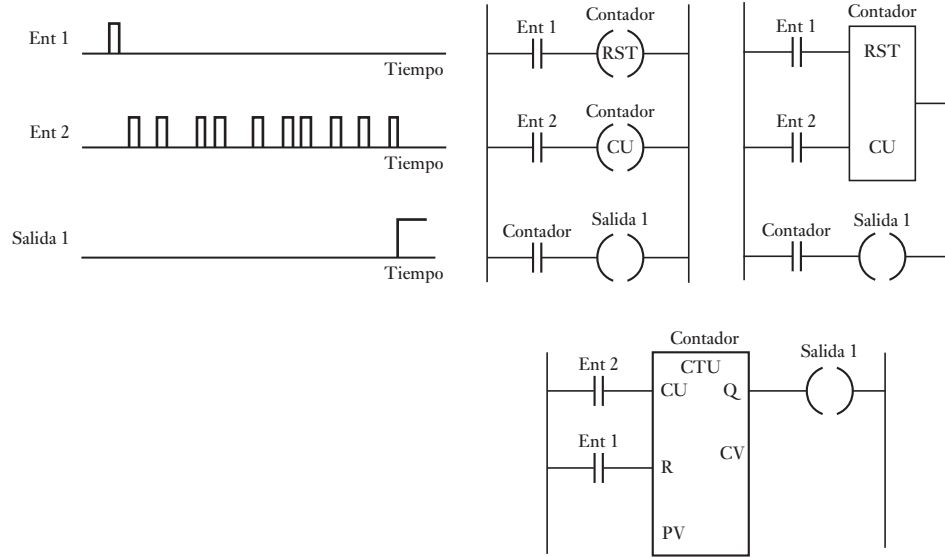 Ent 1
Tiempo
Ent 2
Tiempo
Salida 1
Tiempo
Contador
Ent 1
RST
Contador
Ent 2
CU
Contador
Salida 1
Contador
Ent 1
RST
Ent 2
CU
Contador
Salida 1
Contador
CTU
Ent 2
CU
Q
Salida 1
Ent 1
R
CV
PV